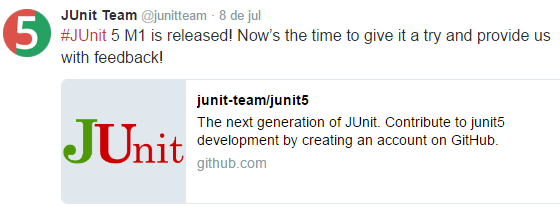 5
JUnit Team @junitteam · 8 de jul
#JUnit 5 M1 is released! Now's the time to give it a try and provide us
with feedback!
JUnit
junit-team/junit5
The next generation of JUnit. Contribute to junit5
development by creating an account on GitHub.
github.com